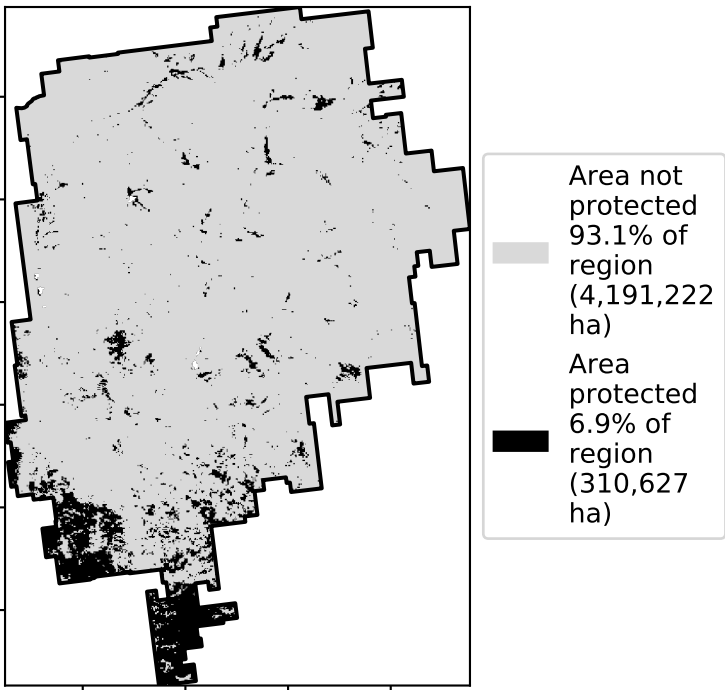 Area not
protected
93.1% of
region
(4,191,222
ha)
Area
protected
6.9% of
region
(310,627
ha)